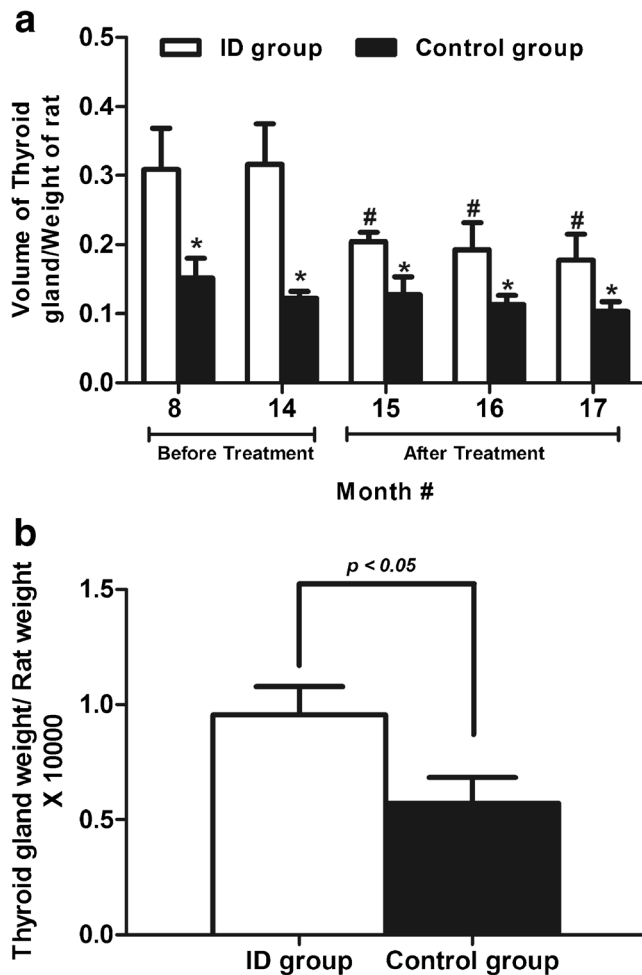 a
ID group Control group
Volume of Thyroid
gland/Weight of rat
0.5
0.4
0.3
0.2
0.1
0.0
* * # * # * # *
8 14 15 16 17
Before Treatment After Treatment
Month #
b
p < 0.05
Thyroid gland weight/ Rat weight
X 10000
1.5
1.0
0.5
0.0
ID group Control group